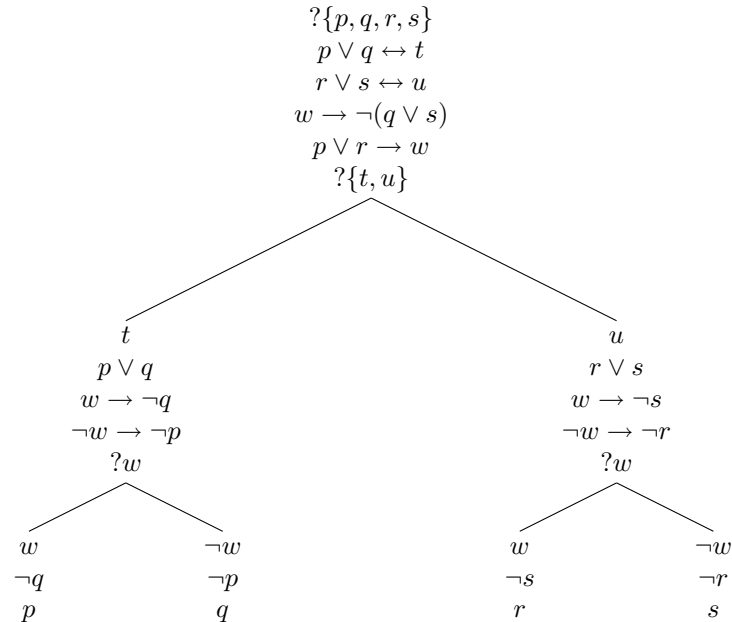 ?{p, q, r, s}
p ∨ q ↔ t
r ∨ s ↔ u
w → ¬(q ∨ s)
p ∨ r → w
?{t, u}
t
p ∨ q
w → ¬q
¬w → ¬p
?w
u
r ∨ s
w → ¬s
¬w → ¬r
?w
w
¬q
p
¬w
¬p
q
w
¬s
r
¬w
¬r
s